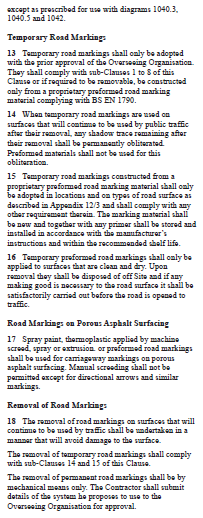 except as prescribed for use with diagrams 1040.3,
1040.5 and 1042.
Temporary Road Markings
13 Temporary road markings shall only be adopted
with the prior approval of the Overseeing Organisation.
They shall comply with sub-Clauses 1 to 8 of this
Clause or if required to be removable, be constructed
only from a proprietary preformed road marking
material complying with BS EN 1790.
14 When temporary road markings are used on
surfaces that will continue to be used by public traffic
after their removal, any shadow trace remaining after
their removal shall be permanently obliterated.
Preformed materials shall not be used for this
obliteration.
15 Temporary road markings constructed from a
proprietary preformed road marking material shall only
be adopted in locations and on types of road surface as
described in Appendix 12/3 and shall comply with any
other requirement therein. The marking material shall
be new and together with any primer shall be stored and
installed in accordance with the manufacturer's
instructions and within the recommended shelf life.
16 Temporary preformed road markings shall only be
applied to surfaces that are clean and dry. Upon
removal they shall be disposed of off Site and if any
making good is necessary to the road surface it shall be
satisfactorily carried out before the road is opened to
traffic.
Road Markings on Porous Asphalt Surfacing
17 Spray paint, thermoplastic applied by machine
screed, spray or extrusion, or preformed road markings
shall be used for carriageway markings on porous
asphalt surfacing. Manual screeding shall not be
permitted except for directional arrows and similar
markings.
Removal of Road Markings
18 The removal of road markings on surfaces that will
continue to be used by traffic shall be undertaken in a
manner that will avoid damage to the surface.
The removal of temporary road markings shall comply
with sub-Clauses 14 and 15 of this Clause.
The removal of permanent road markings shall be by
mechanical means only. The Contractor shall submit
details of the system he proposes to use to the
Overseeing Organisation for approval.